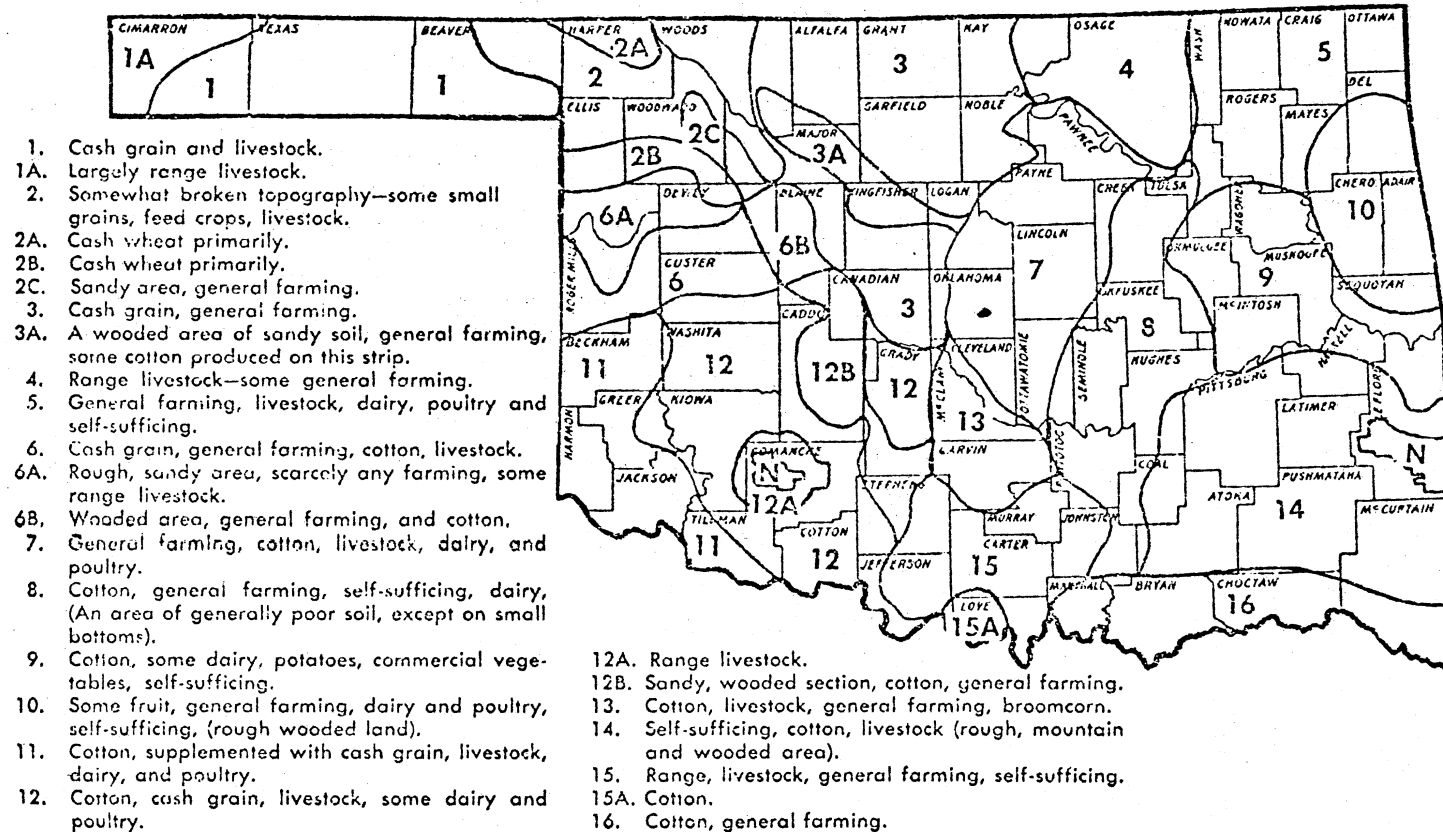 CIMARRON TEXAS BEAVER HARPER WOODS ALFALFA GRANT KAY OSAGE WASH NOWATA CRAIG OTTAWA
1A 1 1 2A 2 3 4 5
DEL
ELLIS WOODWARD GARFIELD NOBLE ROGERS
MAJOR PAWNEE MAYES
2C 2B 3A
PAYNE
DEWEY BLAINE KINGFISHER LOGAN CREEK TULSA WAGONER CHERO ADAIR
6A 10
LINCOLN
ROGER MILLS CUSTER 6B OKMULGEE MUSKOGEE
6 CANADIAN OKLAHOMA 7 9 SEQUOYAH
CADDO 3 OKFUSKEE MCINTOSH
BECKHAM WASHITA 8
GRADY CLEVELAND HUGHES HASKELL
11 12 12B 12 MCCLAIN POTTAWATOMIE SEMINOLE PITTSBURG LEFLORE
GREER KIOWA LATIMER
HARMON 13
COMANCHE GARVIN PONTOTOC COAL N
JACKSON N STEPHENS PUSHMATAHA
12A ATOKA 14 MCCURTAIN
TILLMAN MURRAY JOHNSTON
11 COTTON CARTER
12 JEFFERSON 15
MARSHALL BRYAN CHOCTAW
LOVE 16
15A
1. Cash grain and livestock.
1A. Largely range livestock.
2. Somewhat broken topography—some small
grains, feed crops, livestock.
2A. Cash wheat primarily.
2B. Cash wheat primarily.
2C. Sandy area, general farming.
3. Cash grain, general farming.
3A. A wooded area of sandy soil, general farming,
some cotton produced on this strip.
4. Range livestock—some general farming.
5. General farming, livestock, dairy, poultry and
self-sufficing.
6. Cash grain, general farming, cotton, livestock.
6A. Rough, sandy area, scarcely any farming, some
range livestock.
6B. Wooded area, general farming, and cotton.
7. General farming, cotton, livestock, dairy, and
poultry.
8. Cotton, general farming, self-sufficing, dairy,
(An area of generally poor soil, except on small
bottoms).
9. Cotton, some dairy, potatoes, commercial vege-
tables, self-sufficing.
10. Some fruit, general farming, dairy and poultry,
self-sufficing, (rough wooded land).
11. Cotton, supplemented with cash grain, livestock,
dairy, and poultry.
12. Cotton, cash grain, livestock, some dairy and
poultry.
12A. Range livestock.
12B. Sandy, wooded section, cotton, general farming.
13. Cotton, livestock, general farming, broomcorn.
14. Self-sufficing, cotton, livestock (rough, mountain
and wooded area).
15. Range, livestock, general farming, self-sufficing.
15A. Cotton.
16. Cotton, general farming.